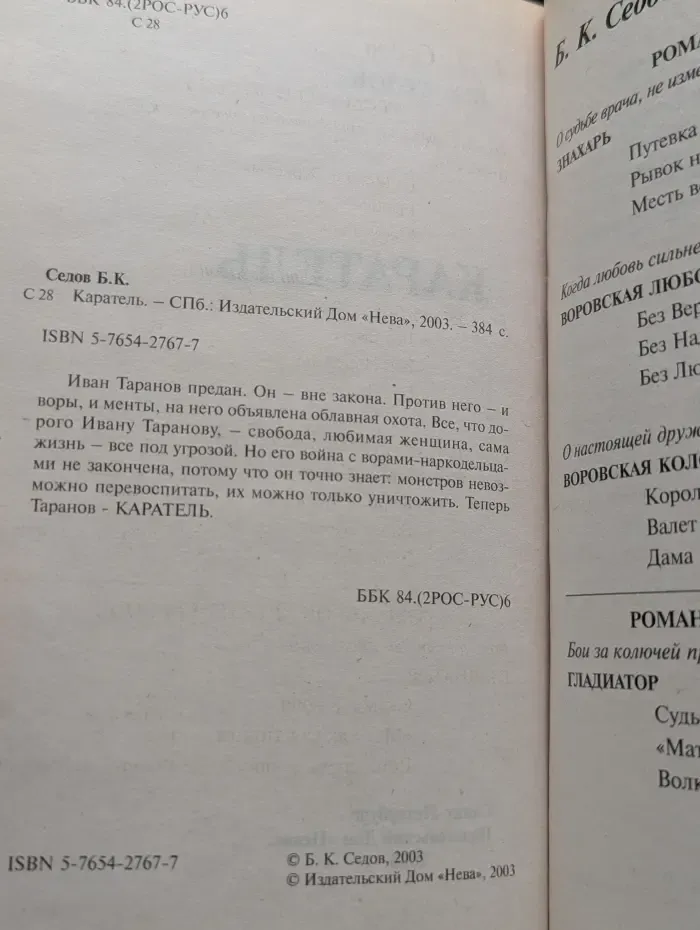 ББК 84.(2РОС-РУС)6
С 28
Седов Б.К.
С 28 Каратель. — СПб.: Издательский Дом «Нева», 2003. – 384 с.
ISBN 5-7654-2767-7
Иван Таранов предан. Он – вне закона. Против него – и
воры, и менты, на него объявлена облавная охота. Все, что до-
рого Ивану Таранову, – свобода, любимая женщина, сама
жизнь – все под угрозой. Но его война с ворами-наркодельца-
ми не закончена, потому что он точно знает: монстров невоз-
можно перевоспитать, их можно только уничтожить. Теперь
Таранов - КАРАТЕЛЬ.
ББК 84.(2РОС-РУС)6
ISBN 5-7654-2767-7
© Б. К. Седов, 2003
© Издательский Дом «Нева», 2003
Б. К. Седо
РОМА
О судьбе врача, не изме
ЗНАХАРЬ
Путевка
Рывок н
Месть в
Когда любовь сильне
ВОРОВСКАЯ ЛЮБО
Без Вер
Без На
Без Лю
О настоящей друж
ВОРОВСКАЯ КОЛ
Корол
Валет
Дама
РОМАН
Бои за колючей п
ГЛАДИАТОР
Судь
«Мат
Волк